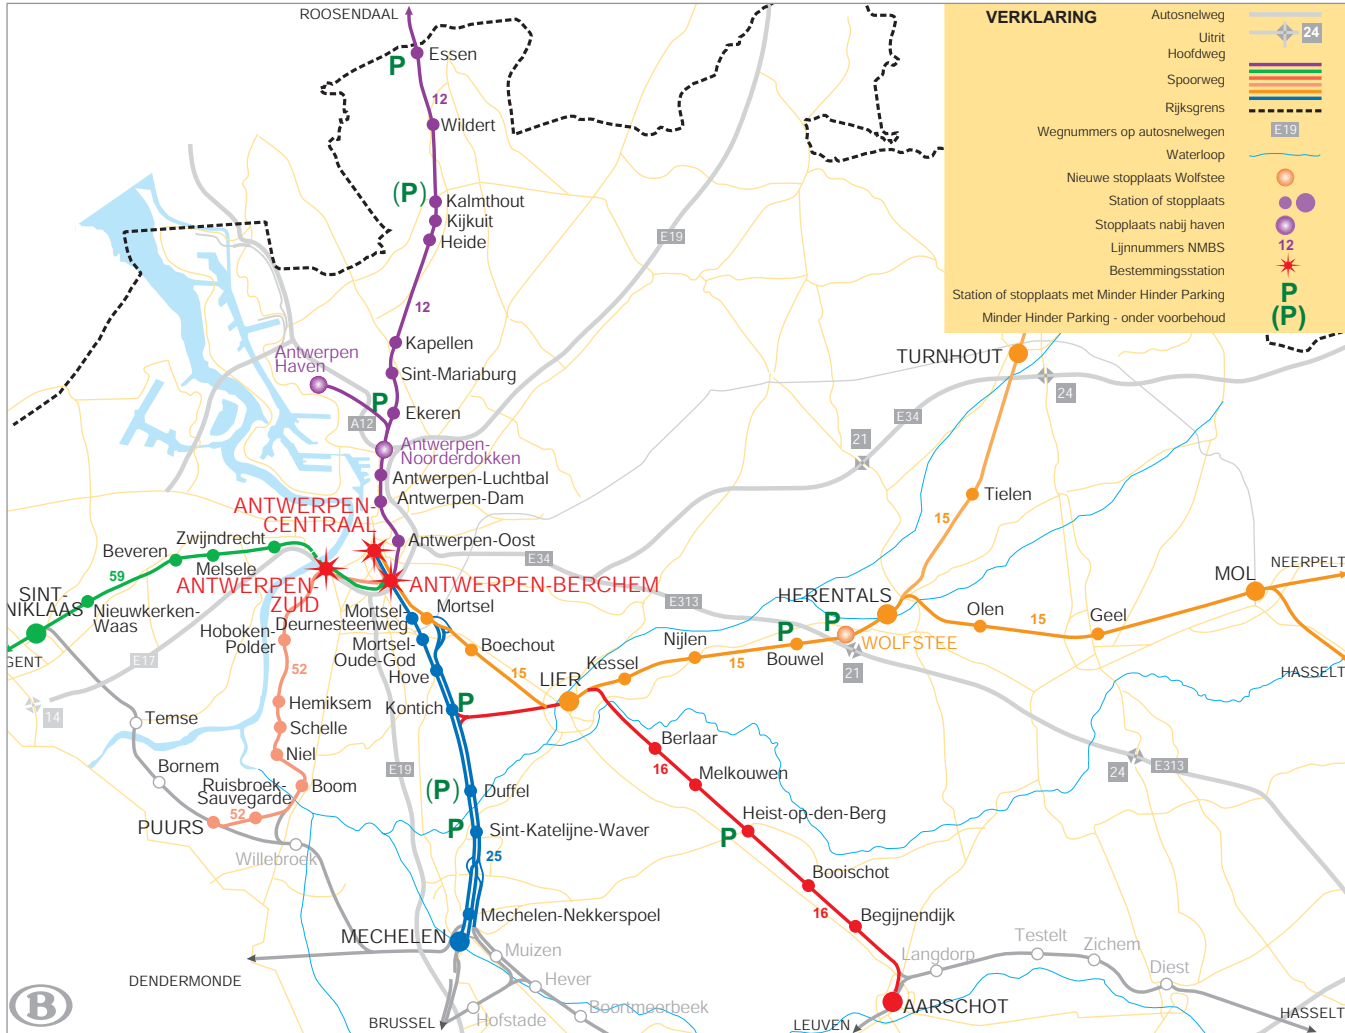 ROOSENDAAL
Essen
P
12
Wildert
(P)
Kalmthout
Kijkuit
Heide
E19
12
Kapellen
Antwerpen
Haven
Sint-Mariaburg
P
Ekeren
A12
Antwerpen-
Noorderdokken
Antwerpen-Luchtbal
Antwerpen-Dam
ANTWERPEN-
CENTRAAL
Antwerpen-Oost
VERKLARING
Autosnelweg
Uitrit
24
Hoofdweg
Spoorweg
Rijksgrens
Wegnummers op autosnelwegen
E19
Waterloop
Nieuwe stopplaats Wolfstee
Station of stopplaats
Stopplaats nabij haven
Lijnnummers NMBS
12
Bestemmingsstation
Station of stopplaats met Minder Hinder Parking
P
Minder Hinder Parking - onder voorbehoud
(P)
TURNHOUT
24
E34
21
Tielen
15
Zwijndrecht
Beveren
Melsele
59
ANTWERPEN-
ZUID
ANTWERPEN-BERCHEM
E34
E313
SINT-
NIKLAAS
Nieuwkerken-
Waas
GENT
E17
14
Mortsel-
Deurnesteenweg
Mortsel
Hoboken-
Polder
Mortsel-
Oude-God
Boechout
Hove
52
15
Kontich
P
LIER
Kessel
Nijlen
15
P
Bouwel
P
WOLFSTEE
21
HERENTALS
Olen
15
Geel
MOL
NEERPELT
HASSELT
Temse
Hemiksem
Schelle
Niel
Bornem
Ruisbroek-
Sauvegarde
Boom
52
PUURS
Willebroek
E19
(P)
Duffel
P
Sint-Katelijne-Waver
25
Berlaar
16
Melkouwen
Heist-op-den-Berg
P
Booischot
16
Begijnendijk
24
E313
Mechelen-Nekkerspoel
MECHELEN
Muizen
Hever
Boortmeerbeek
Hofstade
DENDERMONDE
BRUSSEL
Langdorp
Testelt
Zichem
Diest
AARSCHOT
LEUVEN
HASSELT
B